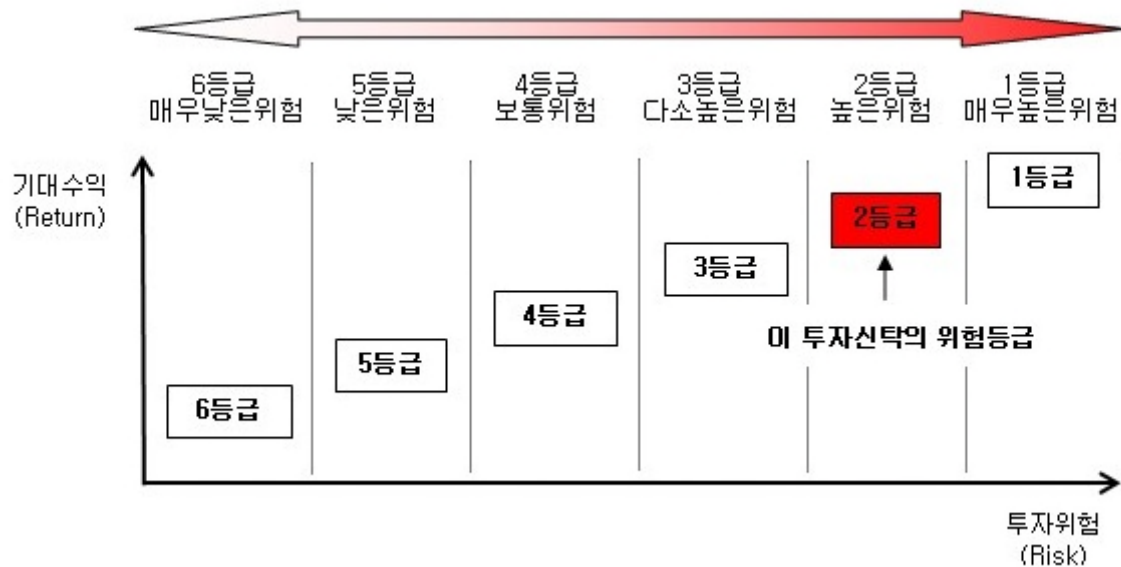 6등급 5등급 4등급 3등급 2등급 1등급
매우낮은위험 낮은위험 보통위험 다소높은위험 높은위험 매우높은위험
기대수익
(Return)
1등급
2등급
3등급
4등급
이 투자신탁의 위험등급
5등급
6등급
투자위험
(Risk)